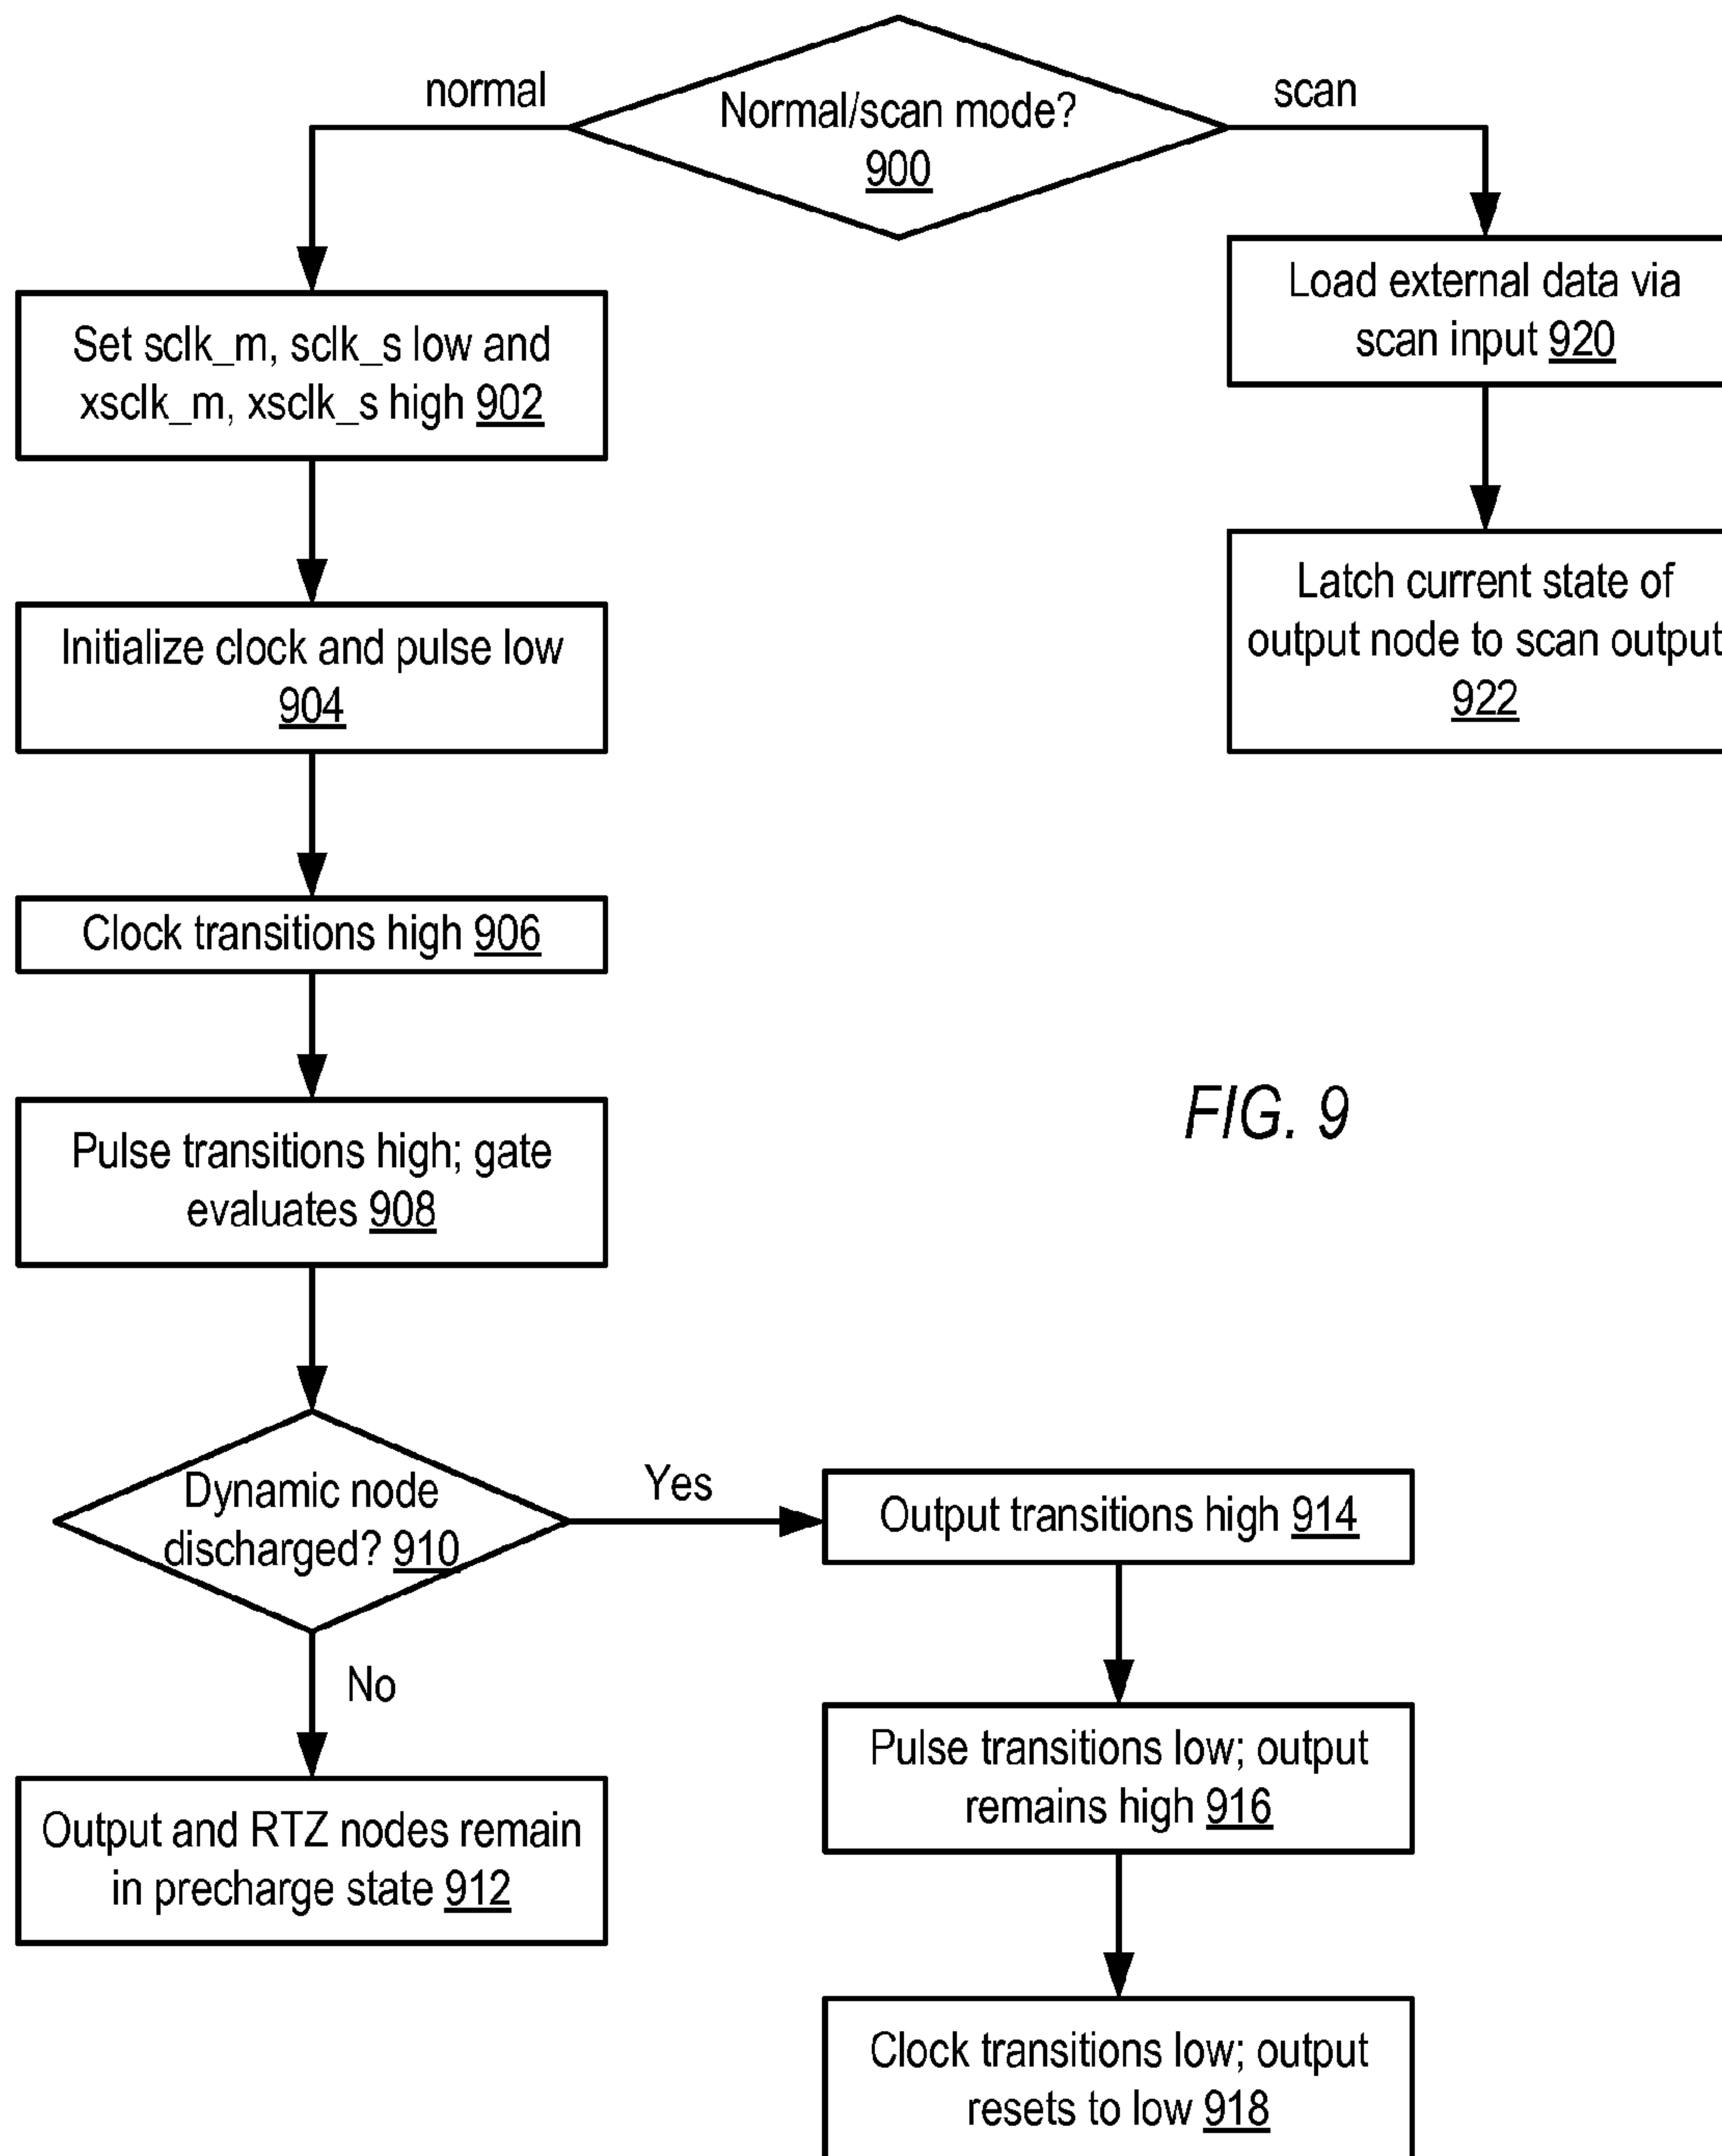 normal
scan
Normal/scan mode?
900
Set sclk_m, sclk_s low and
xsclk_m, xsclk_s high 902
Load external data via
scan input 920
Initialize clock and pulse low
904
Latch current state of
output node to scan output
922
Clock transitions high 906
Pulse transitions high; gate
evaluates 908
FIG. 9
Dynamic node
discharged? 910
Yes
Output transitions high 914
No
Pulse transitions low; output
remains high 916
Output and RTZ nodes remain
in precharge state 912
Clock transitions low; output
resets to low 918